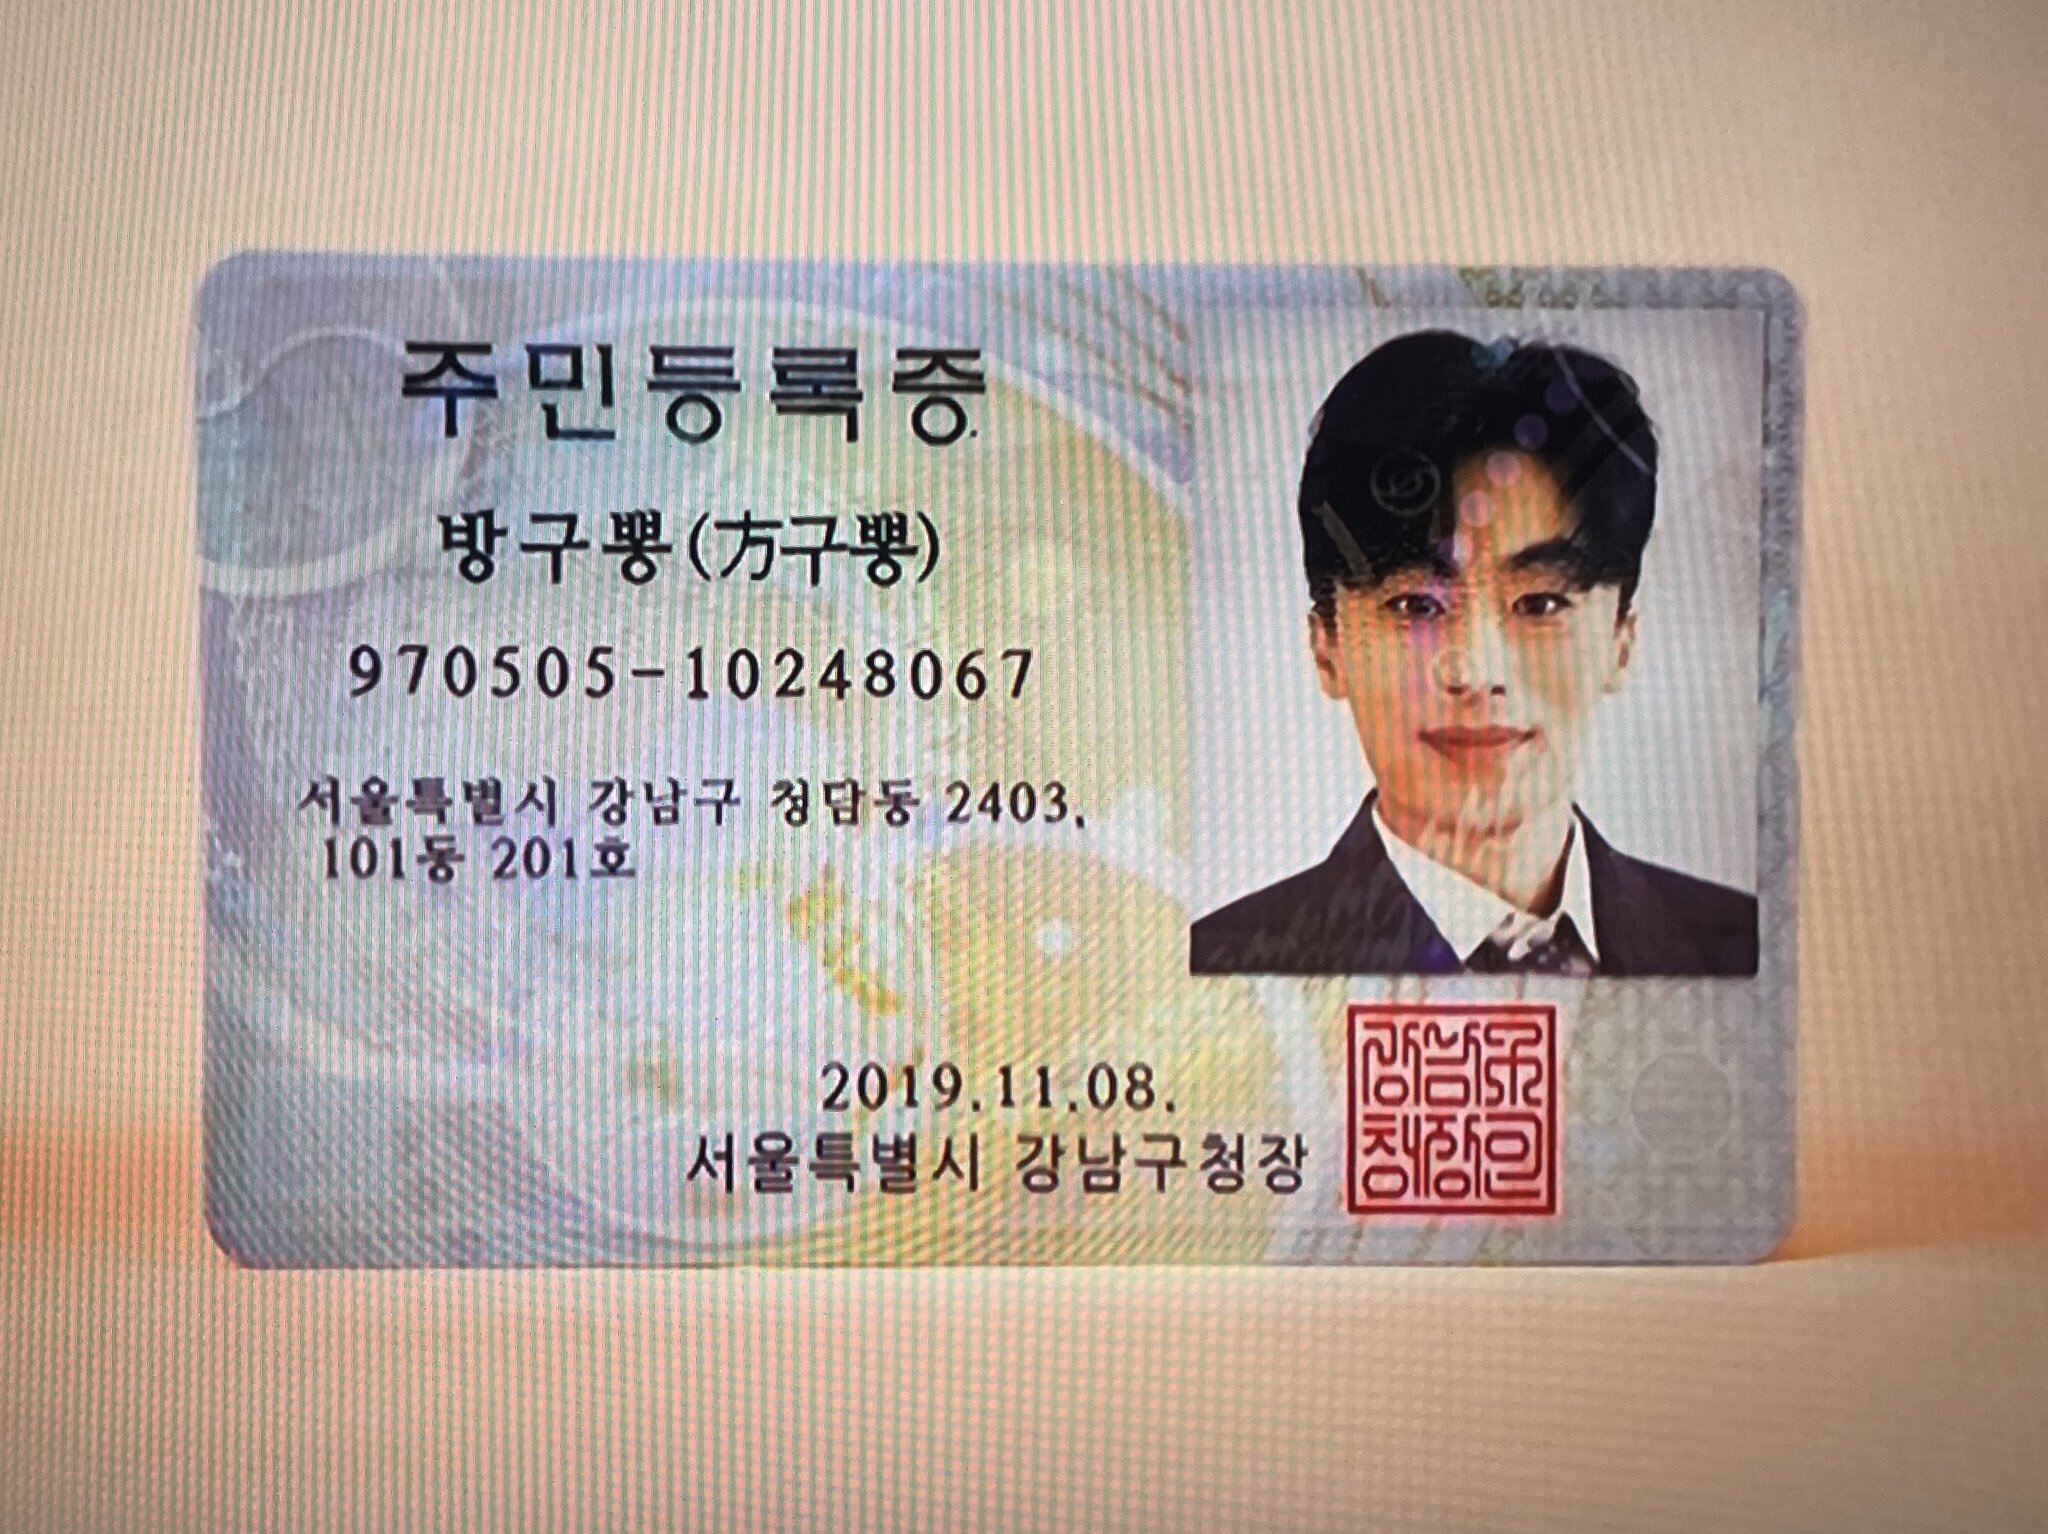 주민등록증
방구뽕(方구뽕)
970505-10248067
서울특별시 강남구 청담동 2403,
101동 201호
2019.11.08.
서울특별시 강남구청장